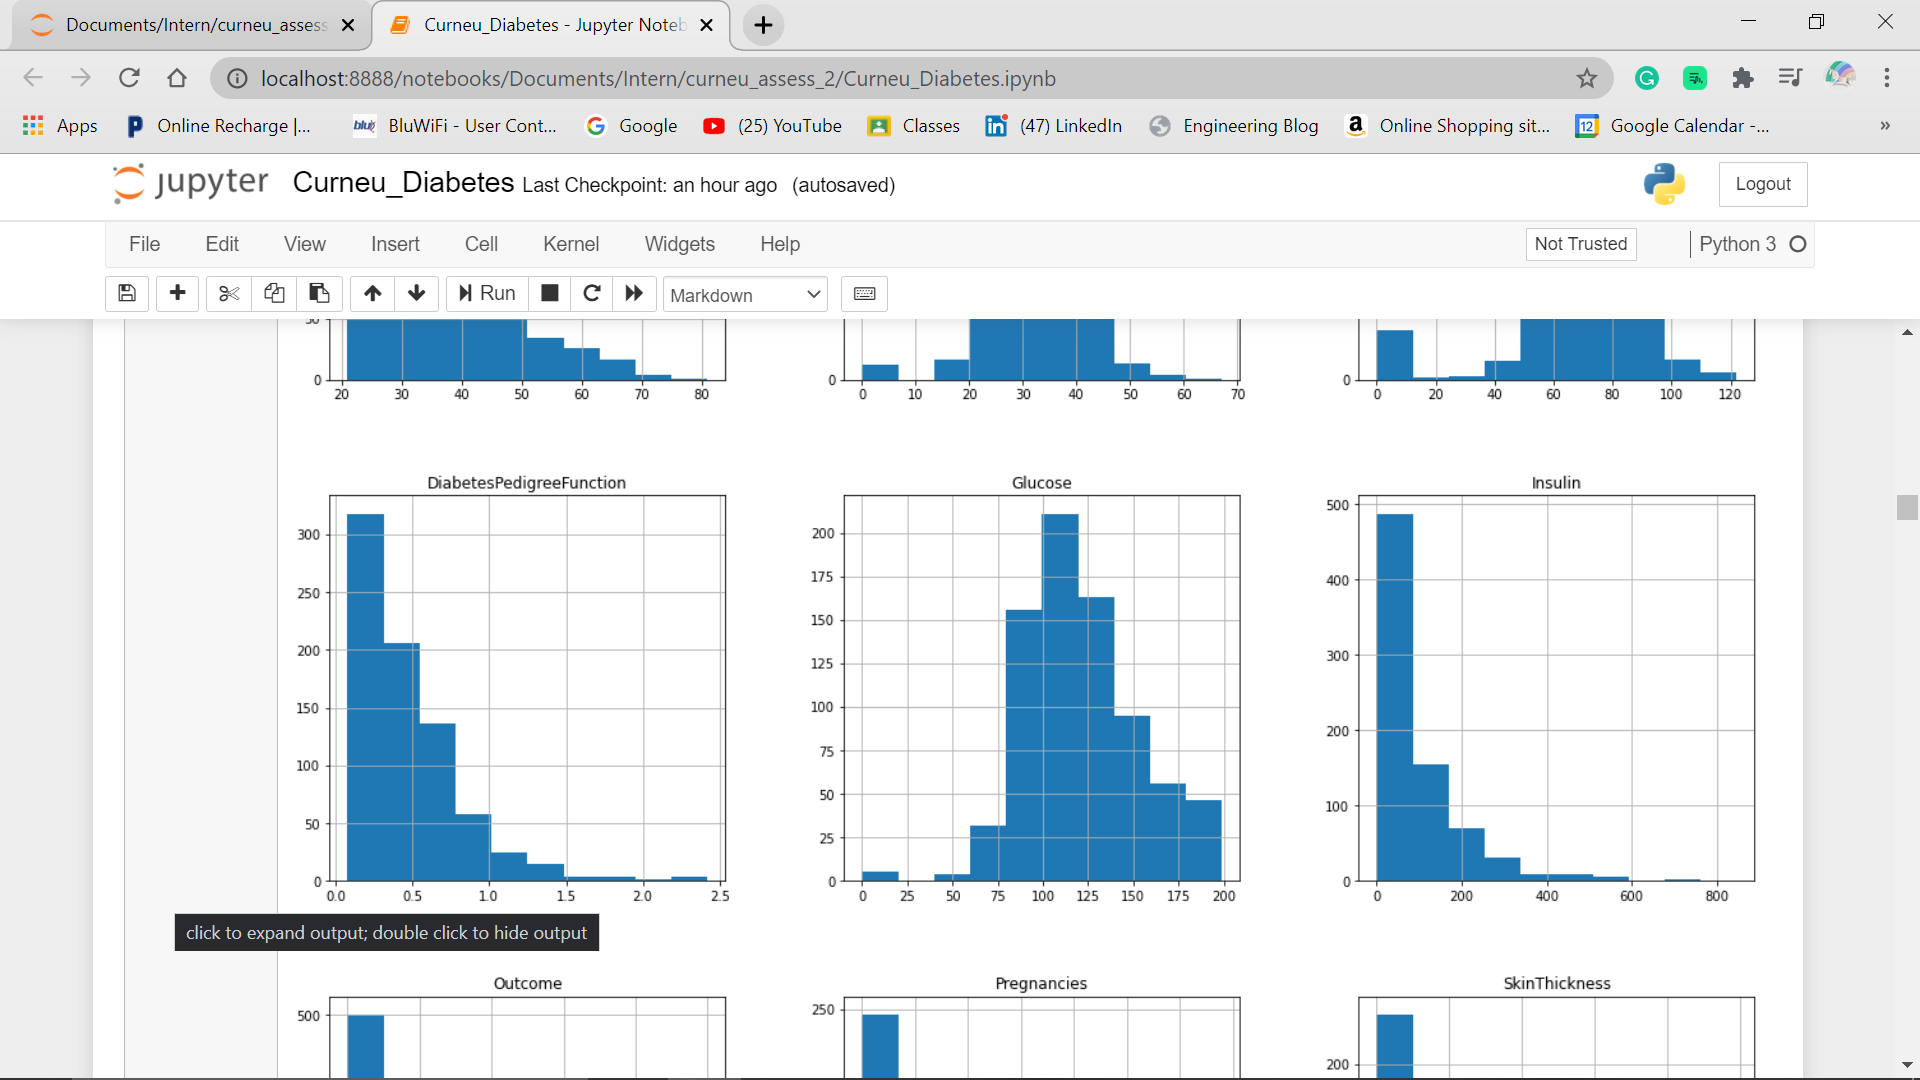 Documents/Intern/curneu_assess
Curneu_Diabetes - Jupyter Noteb
localhost:8888/notebooks/Documents/Intern/curneu_assess_2/Curneu_Diabetes.ipynb
Apps
Online Recharge |...
BluWiFi - User Cont...
Google
(25) YouTube
Classes
(47) LinkedIn
Engineering Blog
Online Shopping sit...
Google Calendar -...
jupyter Curneu_Diabetes Last Checkpoint: an hour ago (autosaved)
Logout
File Edit View Insert Cell Kernel Widgets Help
Not Trusted
Python 3
Run
Markdown
0
20 30 40 50 60 70 80
0
0 10 20 30 40 50 60 70
0
0 20 40 60 80 100 120
DiabetesPedigreeFunction
300
250
200
150
100
50
0
0.0 0.5 1.0 1.5 2.0 2.5
Glucose
200
175
150
125
100
75
50
25
0
0 25 50 75 100 125 150 175 200
Insulin
500
400
300
200
100
0
0 200 400 600 800
click to expand output; double click to hide output
Outcome
500
Pregnancies
250
SkinThickness
200